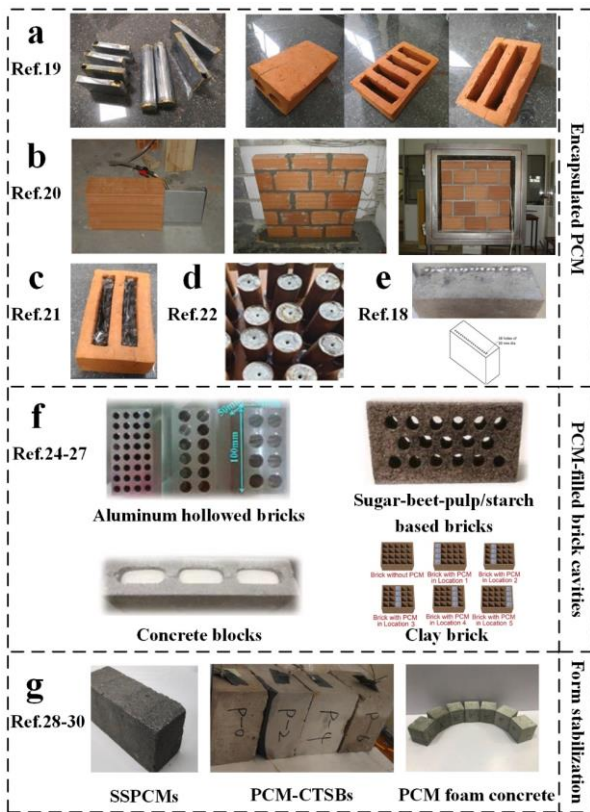 a
Ref.19
b
Ref.20
c
Ref.21
d
Ref.22
e
Ref.18
Encapsulated PCM
f
Ref.24-27
50mm
100mm
Aluminum hollowed bricks
Sugar-beet-pulp/starch
based bricks
Concrete blocks
Brick without PCM
Brick with PCM
in Location 1
Brick with PCM
in Location 2
Brick with PCM
in Location 3
Brick with PCM
in Location 4
Brick with PCM
in Location 5
Clay brick
PCM-filled brick cavities
g
Ref.28-30
P-0
P-2
P-4
SSPCMs
PCM-CTSBs
PCM foam concrete
Form stabilization